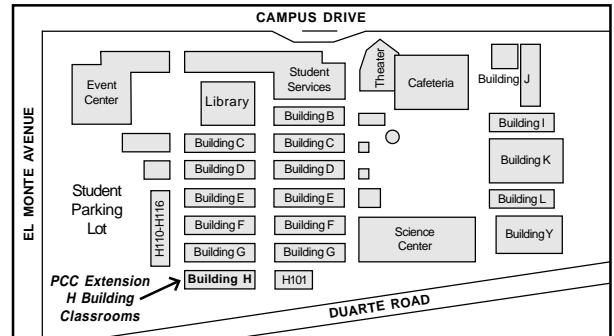 CAMPUS DRIVE
EL MONTE AVENUE
Event
Center
Library
Student
Services
Theater
Cafeteria
Building J
Building B
Building I
Building C
Building C
Building K
Building D
Building D
Building E
Building E
Building L
Student
Parking
Lot
H110-H116
Building F
Building F
Science
Center
Building Y
Building G
Building G
PCC Extension
H Building
Classrooms
Building H
H101
DUARTE ROAD